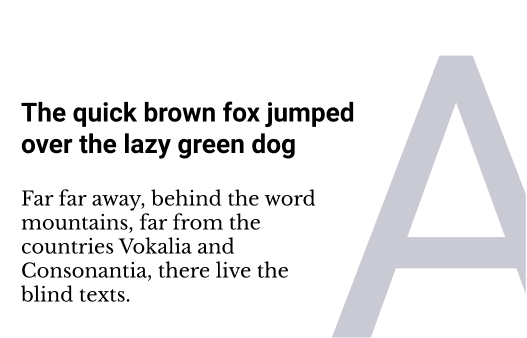 The quick brown fox jumped
over the lazy green dog
Far far away, behind the word
mountains, far from the
countries Vokalia and
Consonantia, there live the
blind texts.
A